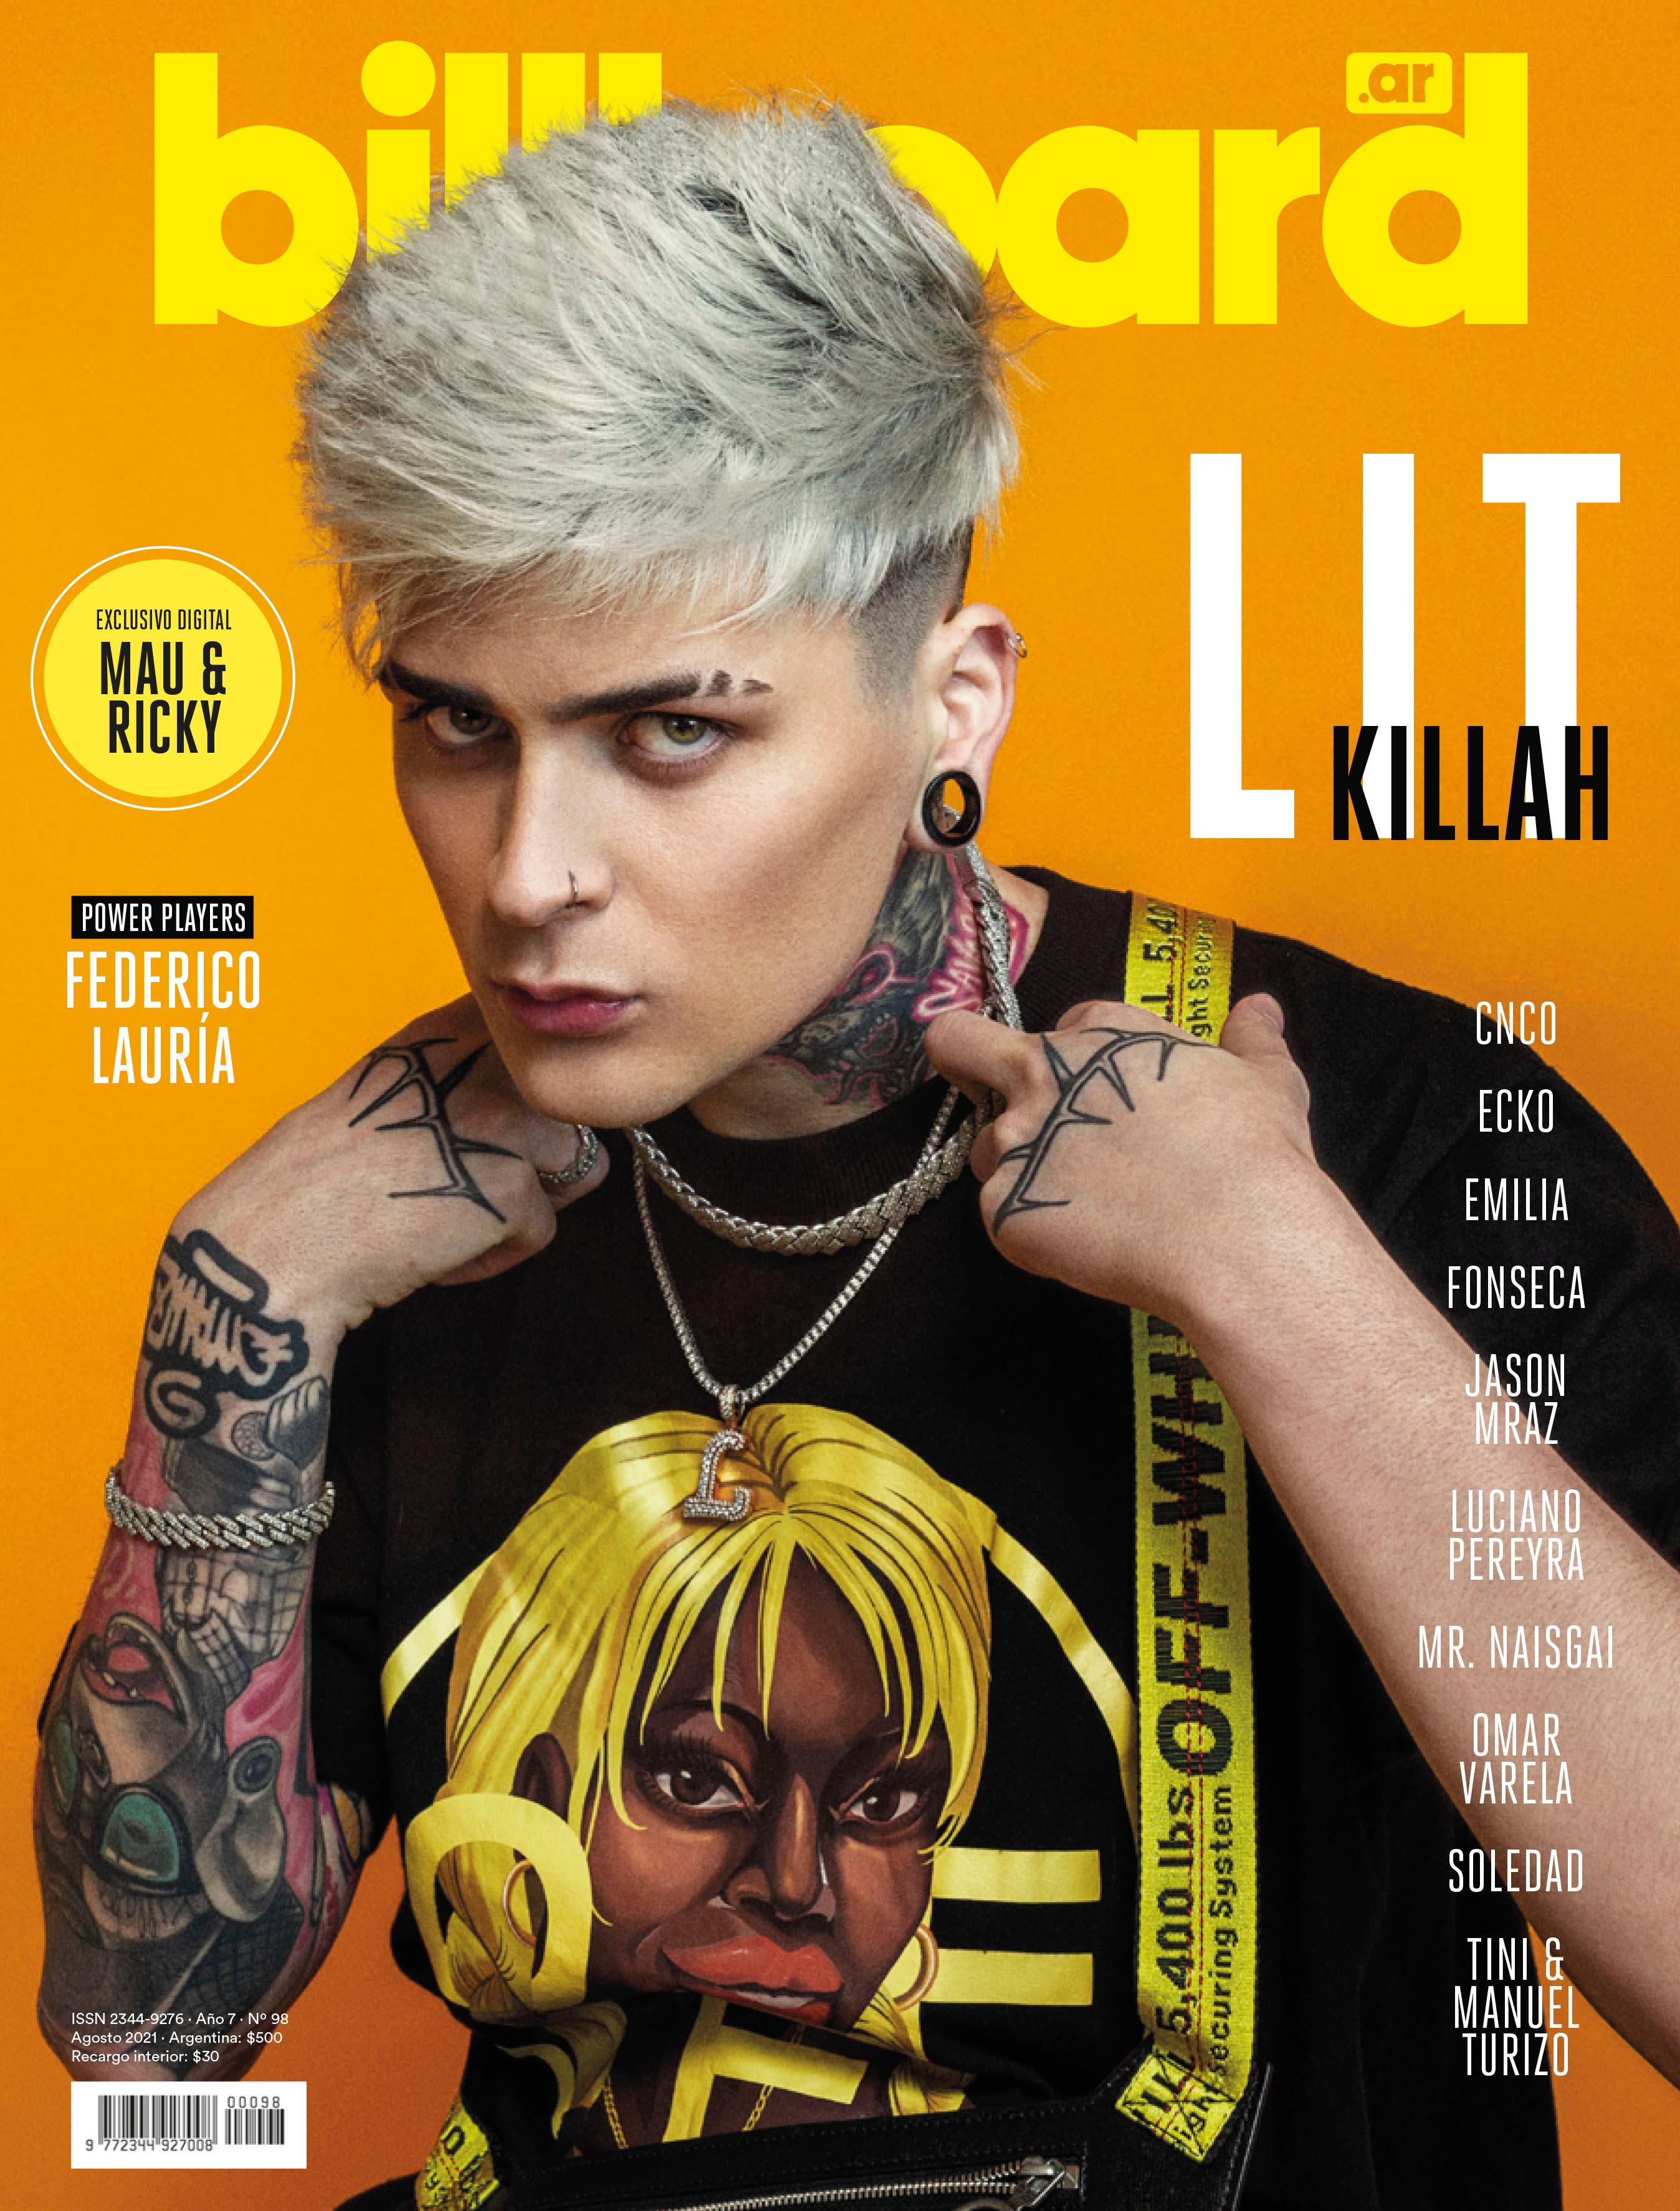 billboard
.ar
LIT
KILLAH
EXCLUSIVO DIGITAL
MAU &
RICKY
POWER PLAYERS
FEDERICO
LAURÍA
CNCO
ECKO
EMILIA
FONSECA
JASON
MRAZ
LUCIANO
PEREYRA
MR. NAISGAI
OMAR
VARELA
SOLEDAD
TINI &
MANUEL
TURIZO
OFF-WHI
5,400 lbs
Securing System
ISSN 2344-9276 · Año 7 · Nº 98
Agosto 2021 · Argentina: $500
Recargo interior: $30
00098
9 772344 927008